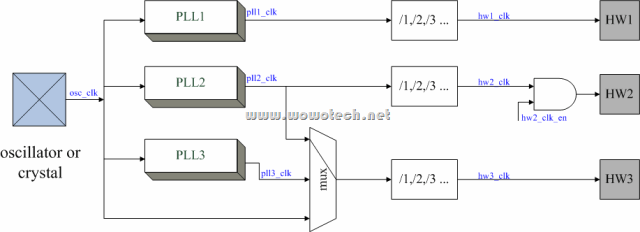 PLL1
pll1_clk
/1,/2,/3 ...
hw1_clk
HW1
osc_clk
PLL2
pll2_clk
/1,/2,/3 ...
hw2_clk
HW2
hw2_clk_en
www.wowotech.net
oscillator or
crystal
PLL3
pll3_clk
mux
/1,/2,/3 ...
hw3_clk
HW3